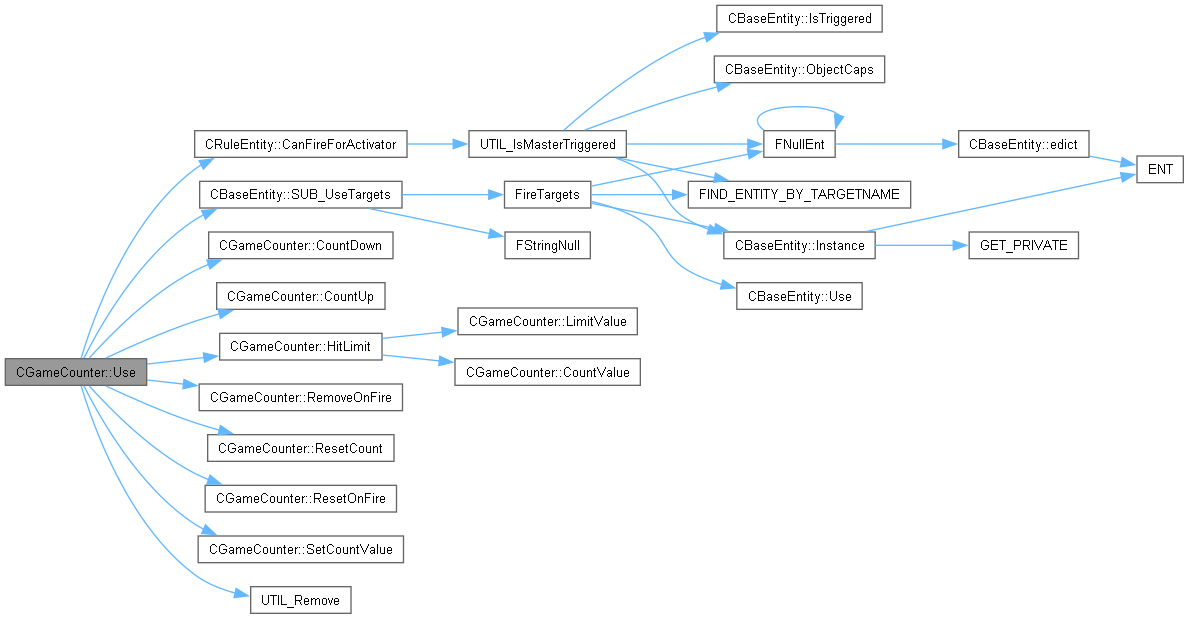 CBaseEntity::IsTriggered
CBaseEntity::ObjectCaps
CRuleEntity::CanFireForActivator
UTIL_IsMasterTriggered
FNullEnt
CBaseEntity::edict
ENT
CBaseEntity::SUB_UseTargets
FireTargets
FIND_ENTITY_BY_TARGETNAME
CGameCounter::CountDown
FStringNull
CBaseEntity::Instance
GET_PRIVATE
CGameCounter::CountUp
CBaseEntity::Use
CGameCounter::HitLimit
CGameCounter::LimitValue
CGameCounter::Use
CGameCounter::CountValue
CGameCounter::RemoveOnFire
CGameCounter::ResetCount
CGameCounter::ResetOnFire
CGameCounter::SetCountValue
UTIL_Remove